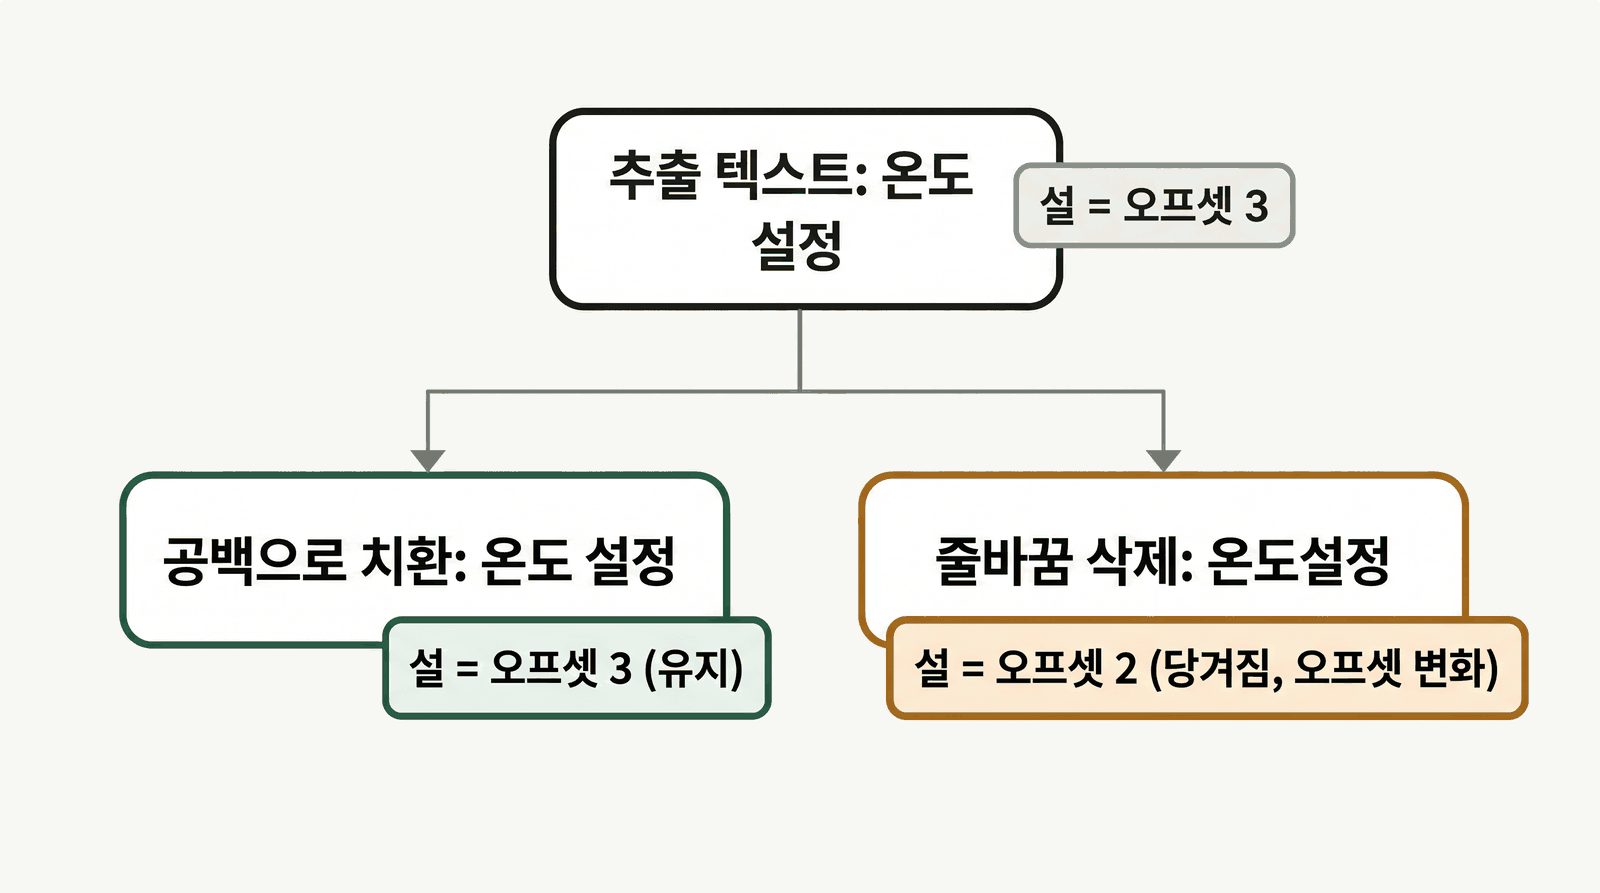 추출 텍스트: 온도
설정
설 = 오프셋 3
공백으로 치환: 온도 설정
설 = 오프셋 3 (유지)
줄바꿈 삭제: 온도설정
설 = 오프셋 2 (당겨짐, 오프셋 변화)